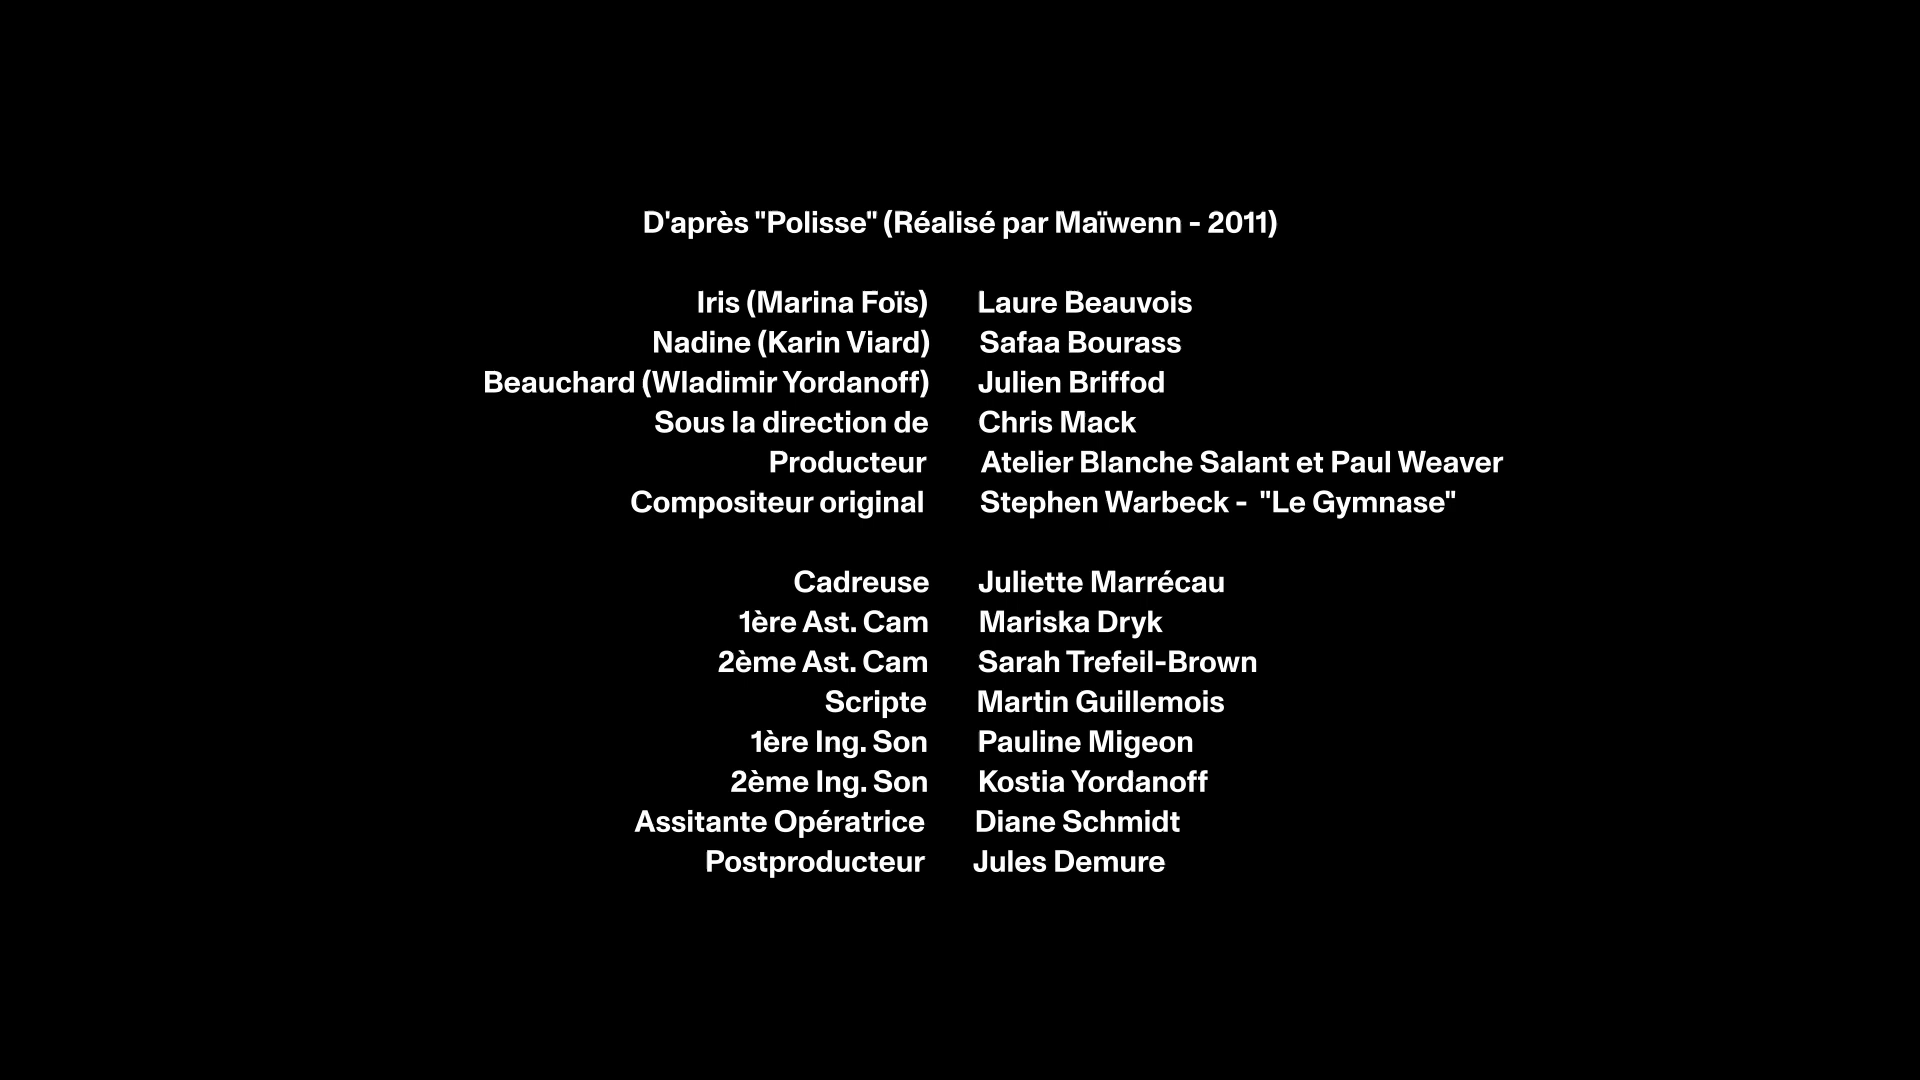 D'après "Polisse" (Réalisé par Maïwenn - 2011)
Iris (Marina Foïs) Laure Beauvois
Nadine (Karin Viard) Safaa Bourass
Beauchard (Wladimir Yordanoff) Julien Briffod
Sous la direction de Chris Mack
Producteur Atelier Blanche Salant et Paul Weaver
Compositeur original Stephen Warbeck - "Le Gymnase"
Cadreuse Juliette Marrécau
1ère Ast. Cam Mariska Dryk
2ème Ast. Cam Sarah Trefeil-Brown
Scripte Martin Guillemois
1ère Ing. Son Pauline Migeon
2ème Ing. Son Kostia Yordanoff
Assitante Opératrice Diane Schmidt
Postproducteur Jules Demure